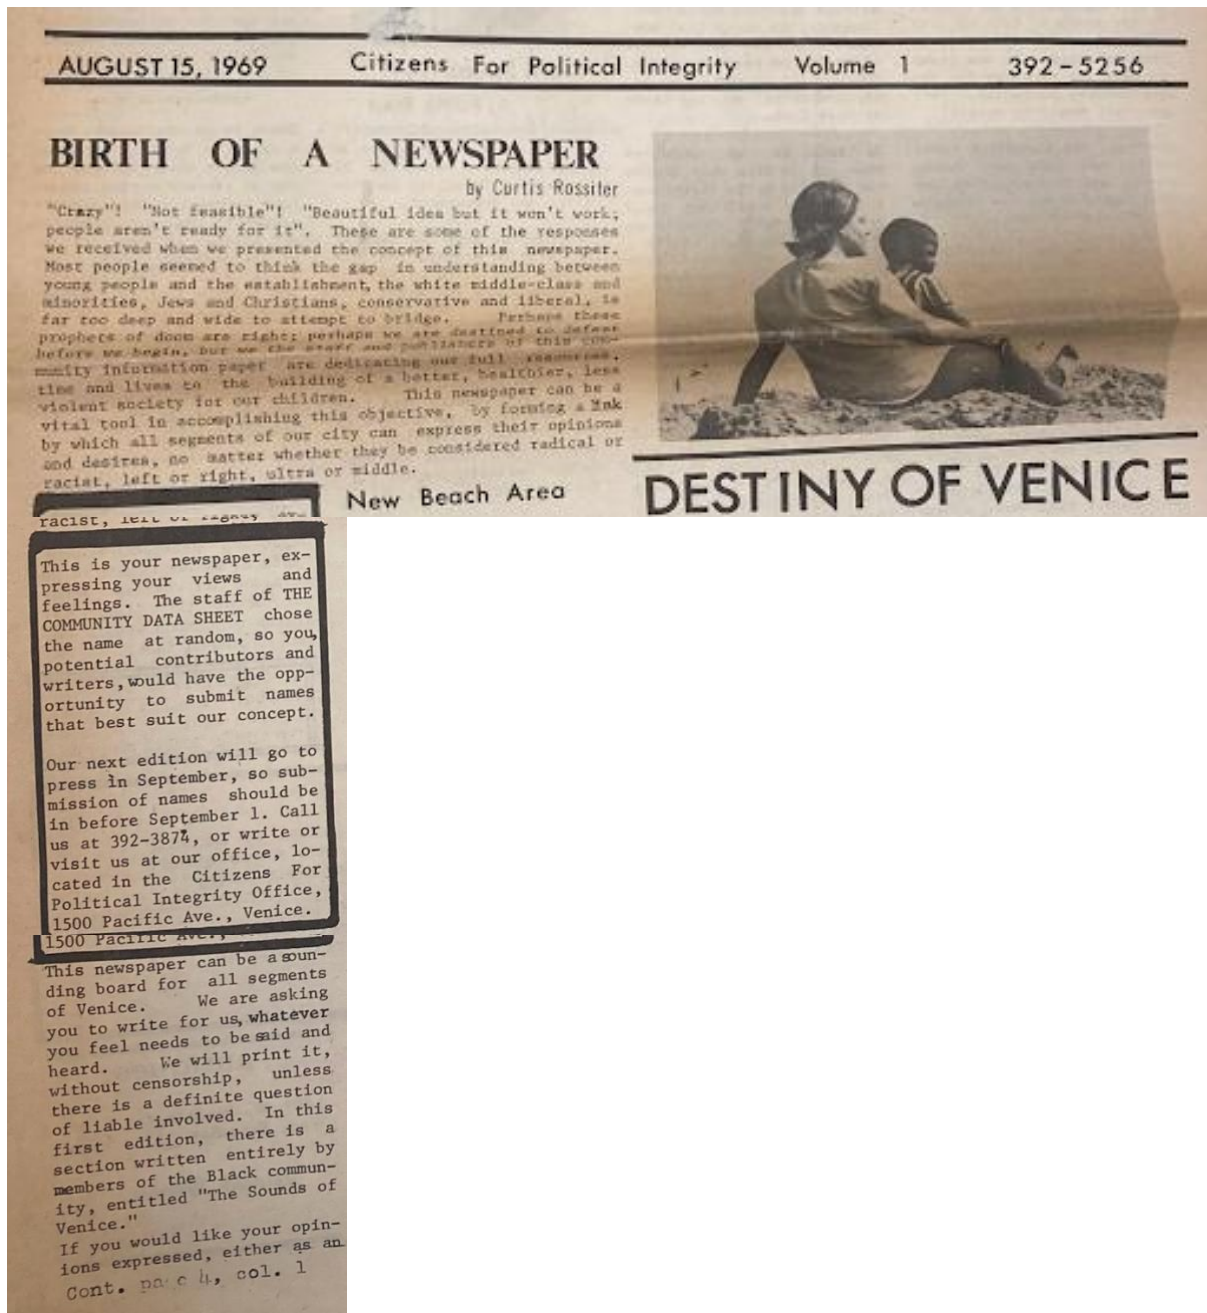 AUGUST 15, 1969 Citizens For Political Integrity Volume 1 392-5256
BIRTH OF A NEWSPAPER
by Curtis Rossiter
"Crazy"! "Not feasible"! "Beautiful idea but it won't work;
people aren't ready for it". These are some of the responses
we received when we presented the concept of this newspaper.
Most people seemed to think the gap in understanding between
young people and the establishment, the white middle-class and
minorities, Jews and Christians, conservative and liberal, is
far too deep and wide to attempt to bridge. Perhaps these
prophets of doom are right; perhaps we are destined to defeat
before we begin, but we the staff and publishers of this com-
munity information paper are dedicating our full resources,
time and lives to the building of a better, healthier, less
violent society for our children. This newspaper can be a
vital tool in accomplishing this objective, by forming a link
by which all segments of our city can express their opinions
and desires, no matter whether they be considered radical or
racist, left or right, ultra or middle.
New Beach Area
DESTINY OF VENICE
racist,
This is your newspaper, ex-
pressing your views and
feelings. The staff of THE
COMMUNITY DATA SHEET chose
the name at random, so you,
potential contributors and
writers, would have the opp-
ortunity to submit names
that best suit our concept.
Our next edition will go to
press in September, so sub-
mission of names should be
in before September 1. Call
us at 392-3874, or write or
visit us at our office, lo-
cated in the Citizens For
Political Integrity Office,
1500 Pacific Ave., Venice.
1500 Pacific Ave.,
This newspaper can be a soun-
ding board for all segments
of Venice. We are asking
you to write for us, whatever
you feel needs to be said and
heard. We will print it,
without censorship, unless
there is a definite question
of liable involved. In this
first edition, there is a
section written entirely by
members of the Black commun-
ity, entitled "The Sounds of
Venice."
If you would like your opin-
ions expressed, either as an
Cont. page 4, col. 1